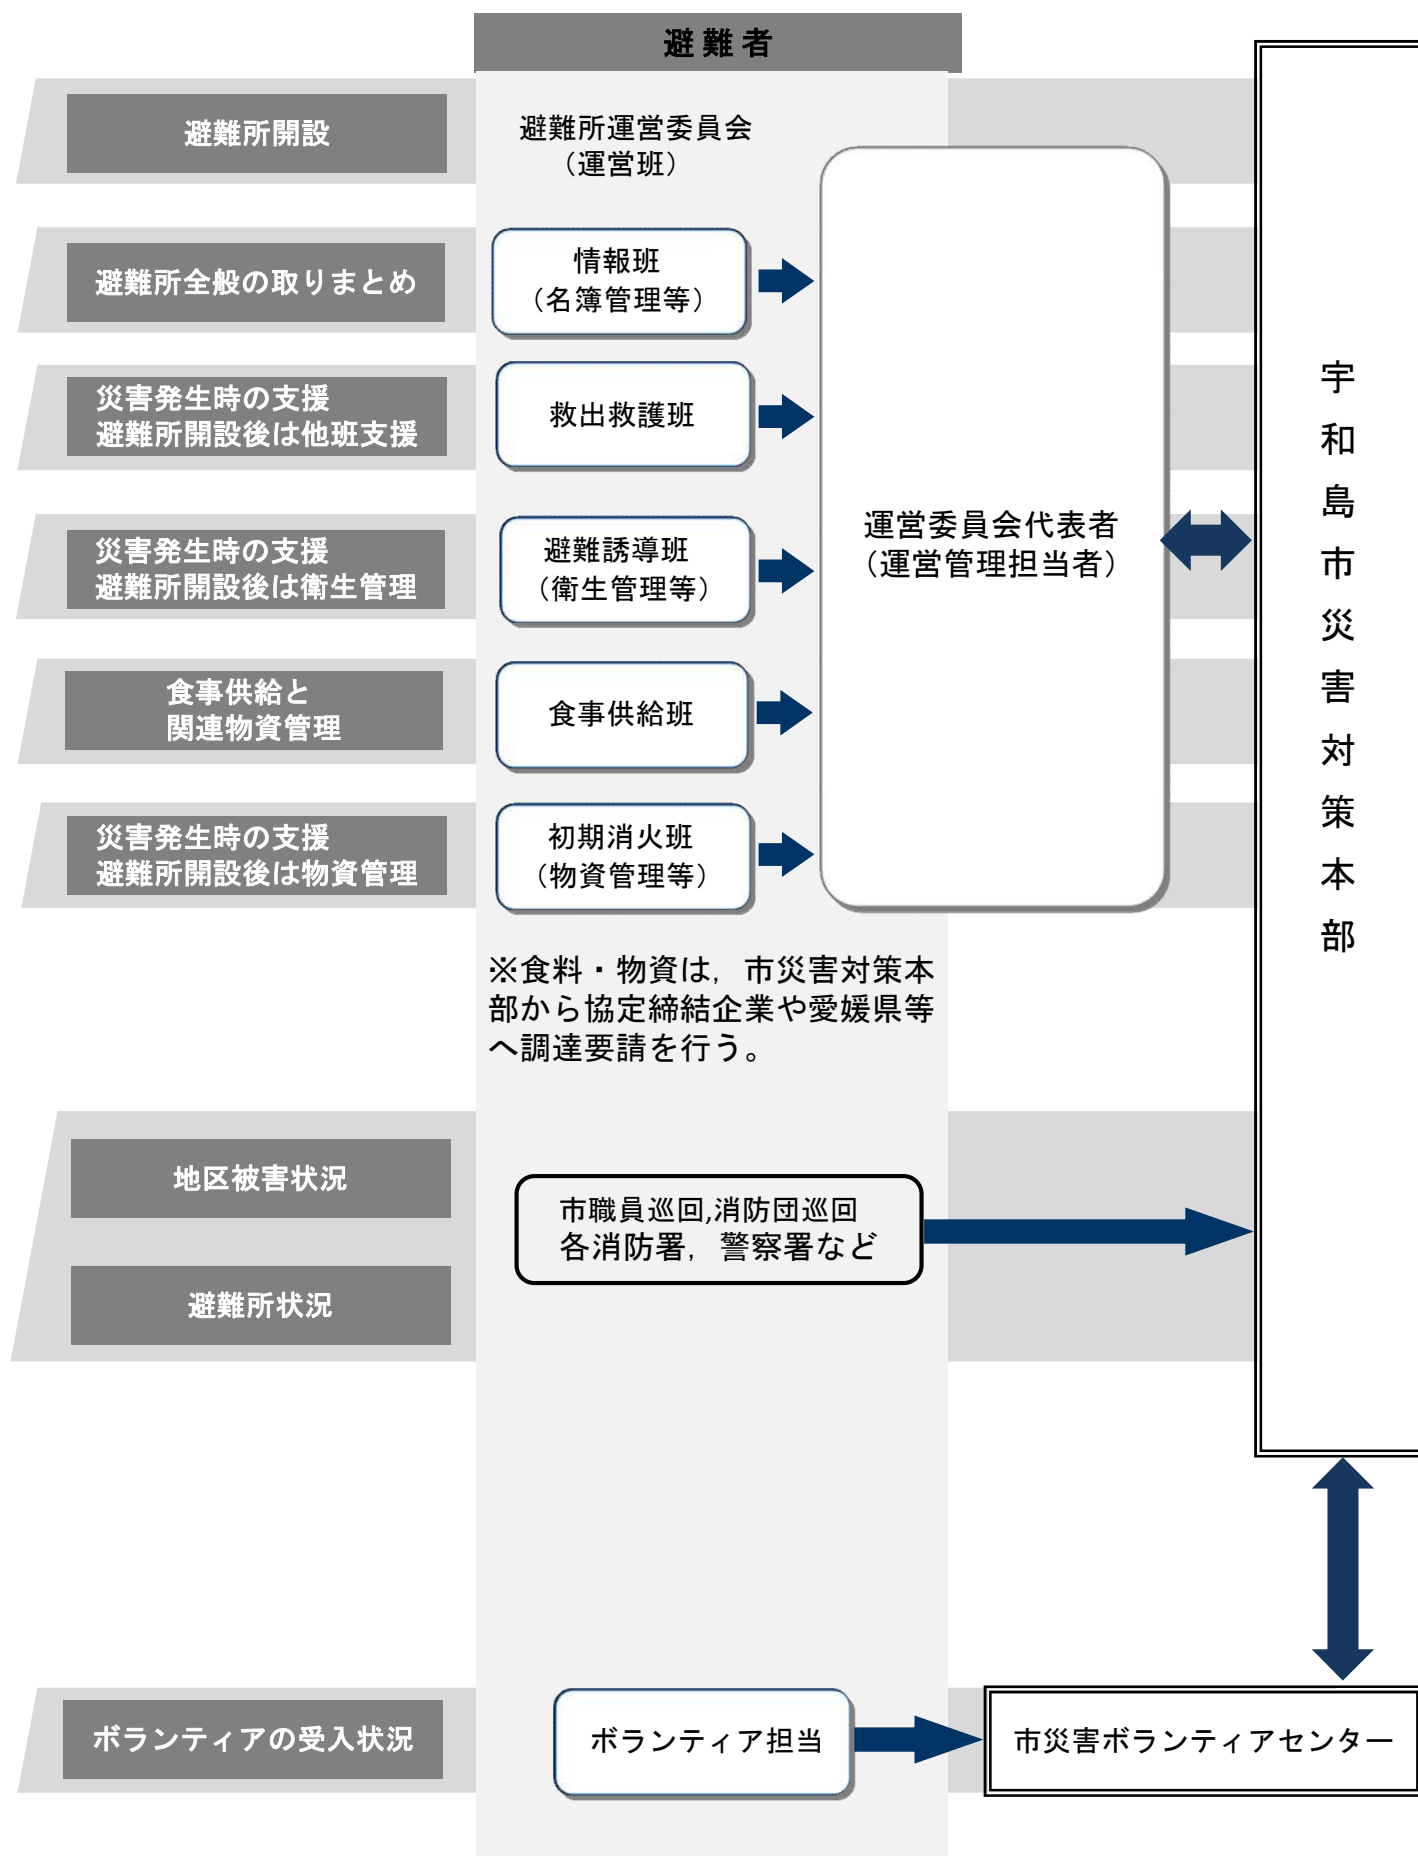 避難者
避難所開設
避難所運営委員会
（運営班）
避難所全般の取りまとめ
情報班
（名簿管理等）
災害発生時の支援
避難所開設後は他班支援
救出救護班
災害発生時の支援
避難所開設後は衛生管理
避難誘導班
（衛生管理等）
食事供給と
関連物資管理
食事供給班
災害発生時の支援
避難所開設後は物資管理
初期消火班
（物資管理等）
運営委員会代表者
（運営管理担当者）
宇和島市災害対策本部
※食料・物資は，市災害対策本
部から協定締結企業や愛媛県等
へ調達要請を行う。
地区被害状況
避難所状況
市職員巡回,消防団巡回
各消防署，警察署など
ボランティアの受入状況
ボランティア担当
市災害ボランティアセンター